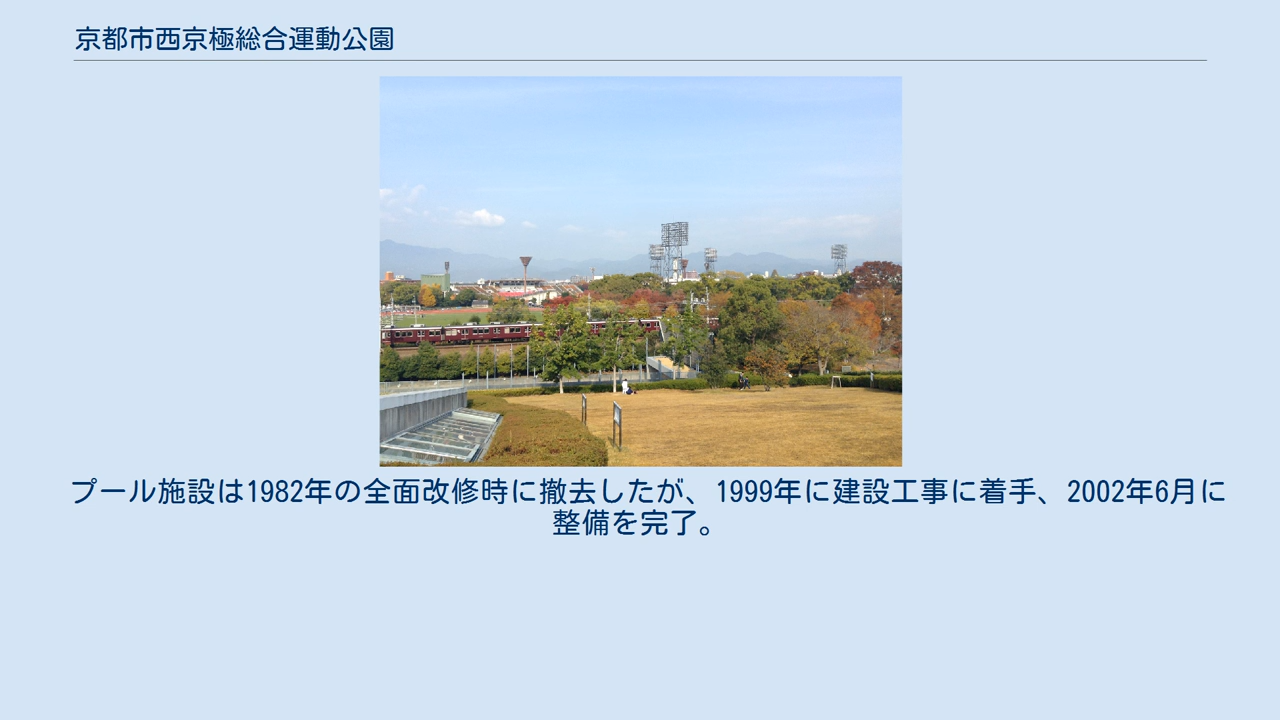 京都市西京極総合運動公園
プール施設は1982年の全面改修時に撤去したが、1999年に建設工事に着手、2002年6月に
整備を完了。